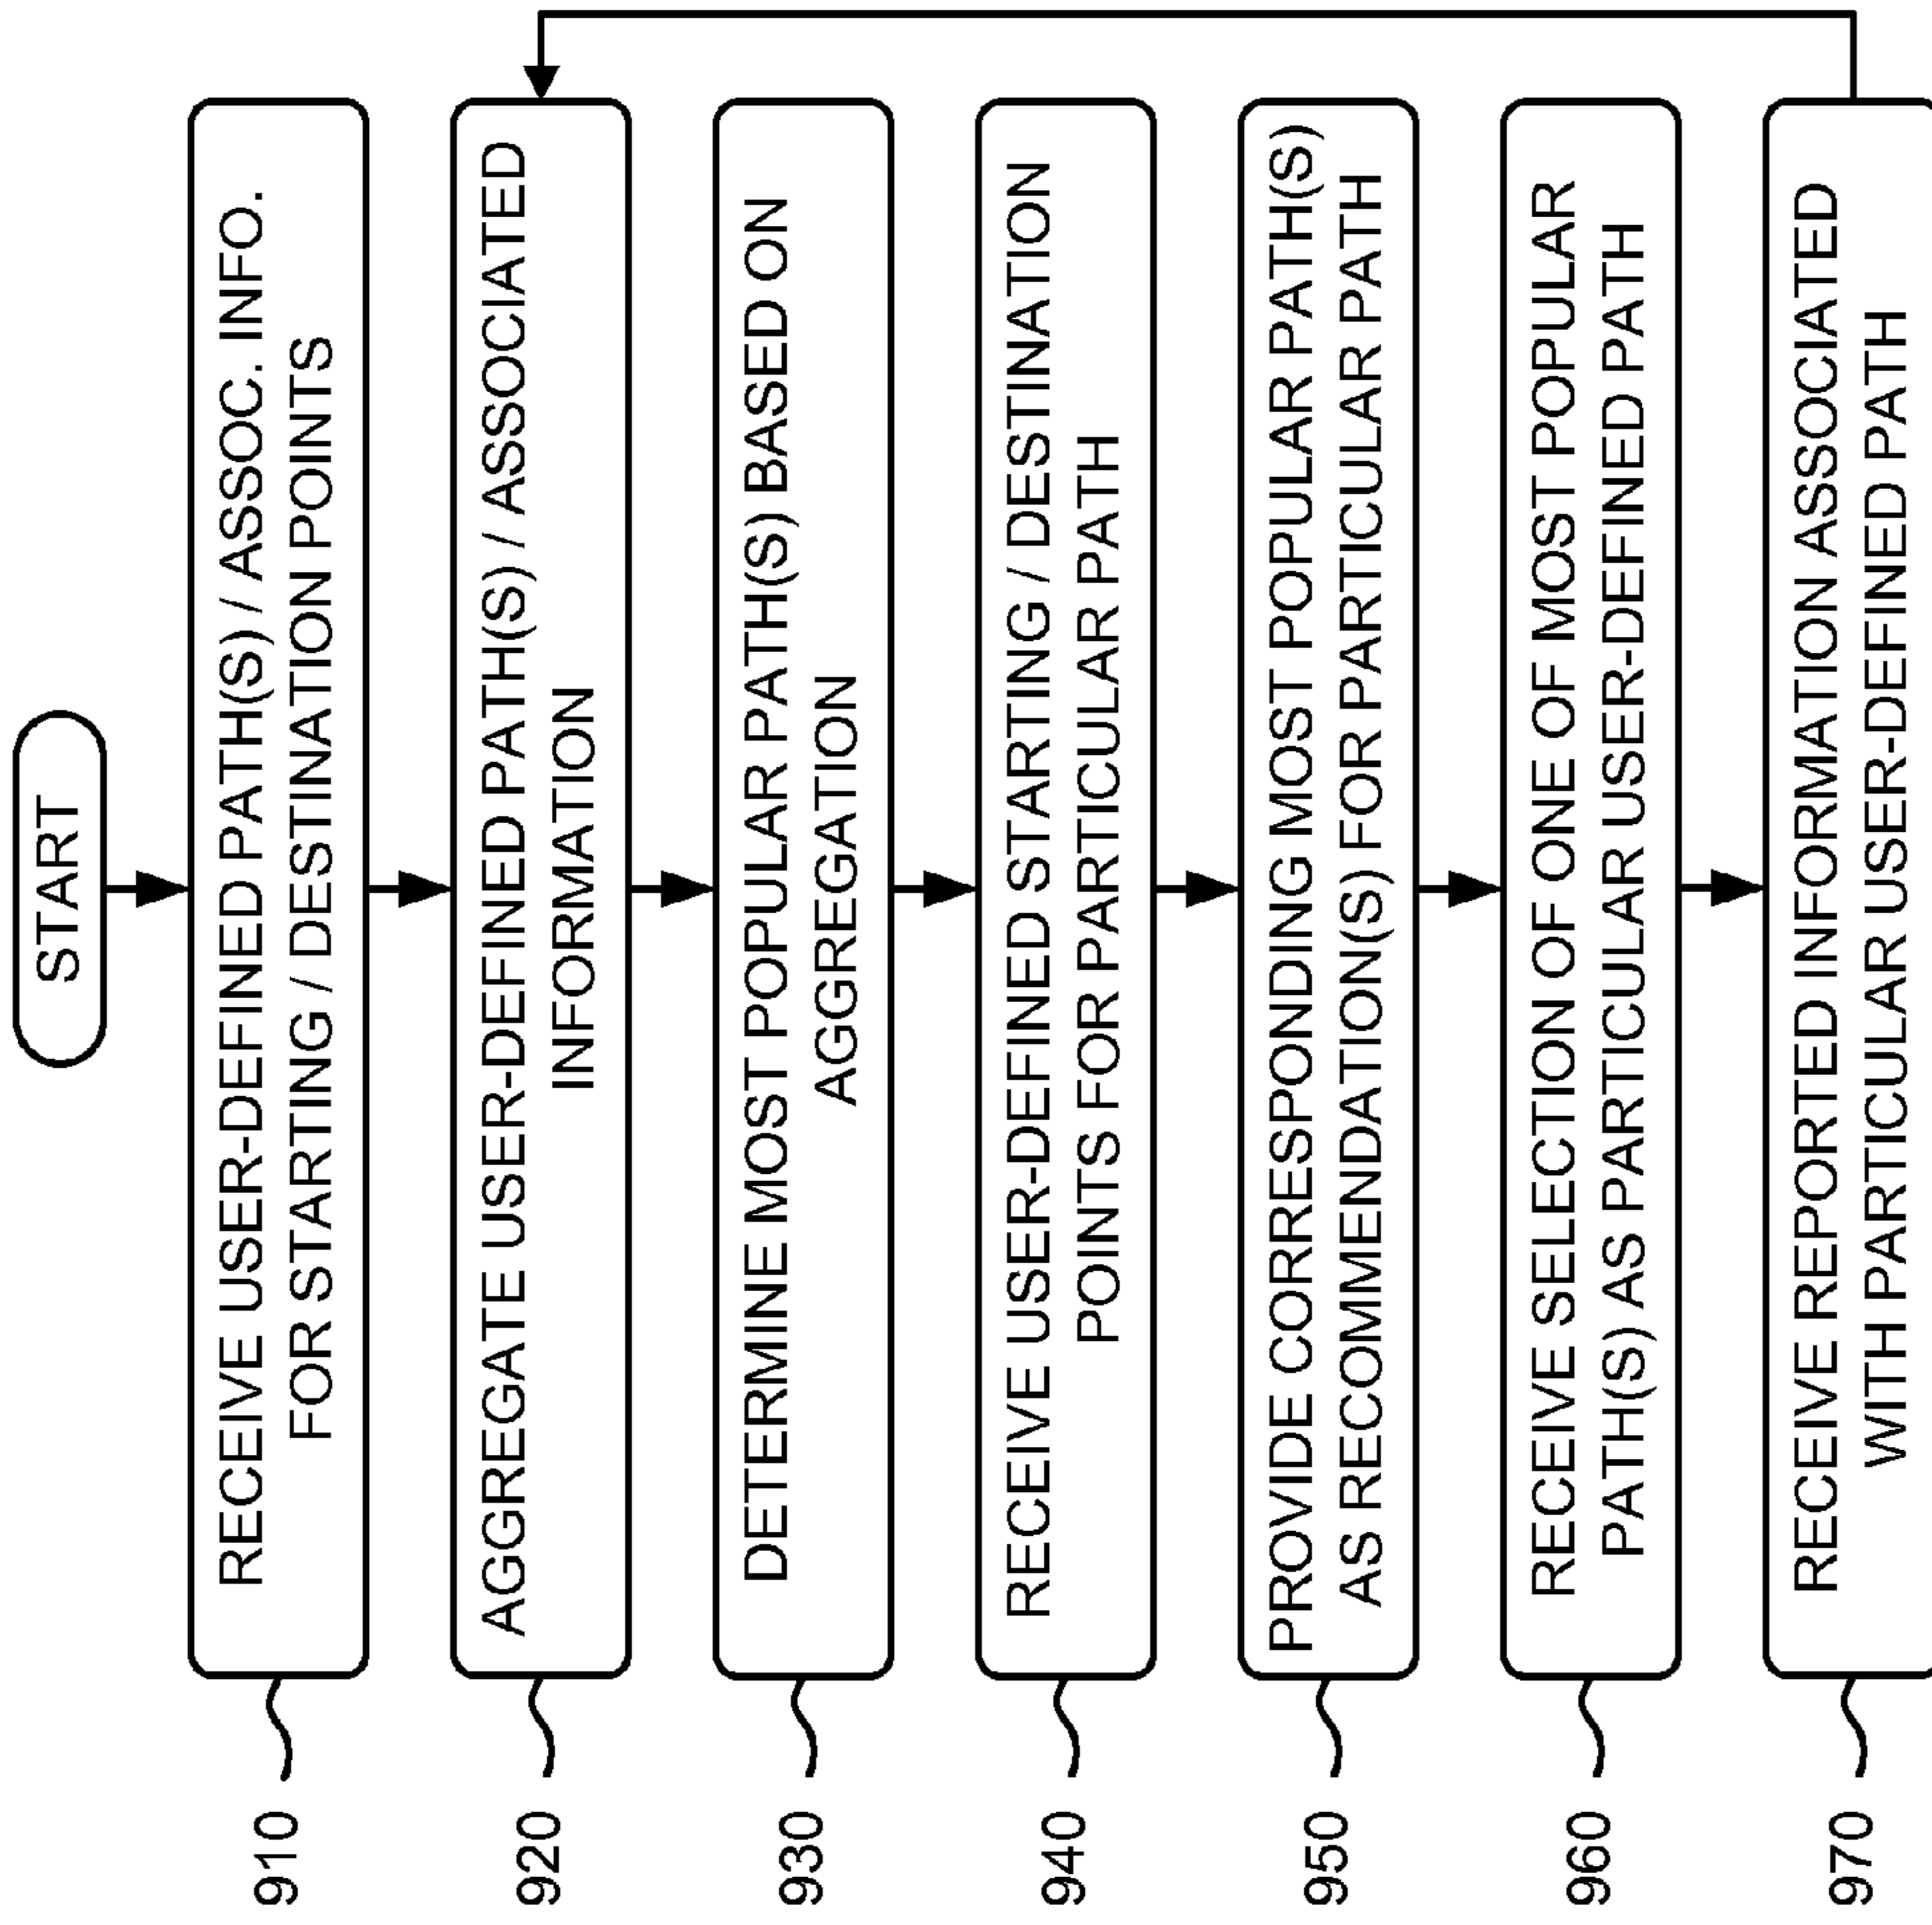 START
910
RECEIVE USER-DEFINED PATH(S) / ASSOC. INFO.
FOR STARTING / DESTINATION POINTS
920
AGGREGATE USER-DEFINED PATH(S) / ASSOCIATED
INFORMATION
930
DETERMINE MOST POPULAR PATH(S) BASED ON
AGGREGATION
940
RECEIVE USER-DEFINED STARTING / DESTINATION
POINTS FOR PARTICULAR PATH
950
PROVIDE CORRESPONDING MOST POPULAR PATH(S)
AS RECOMMENDATION(S) FOR PARTICULAR PATH
960
RECEIVE SELECTION OF ONE OF MOST POPULAR
PATH(S) AS PARTICULAR USER-DEFINED PATH
970
RECEIVE REPORTED INFORMATION ASSOCIATED
WITH PARTICULAR USER-DEFINED PATH